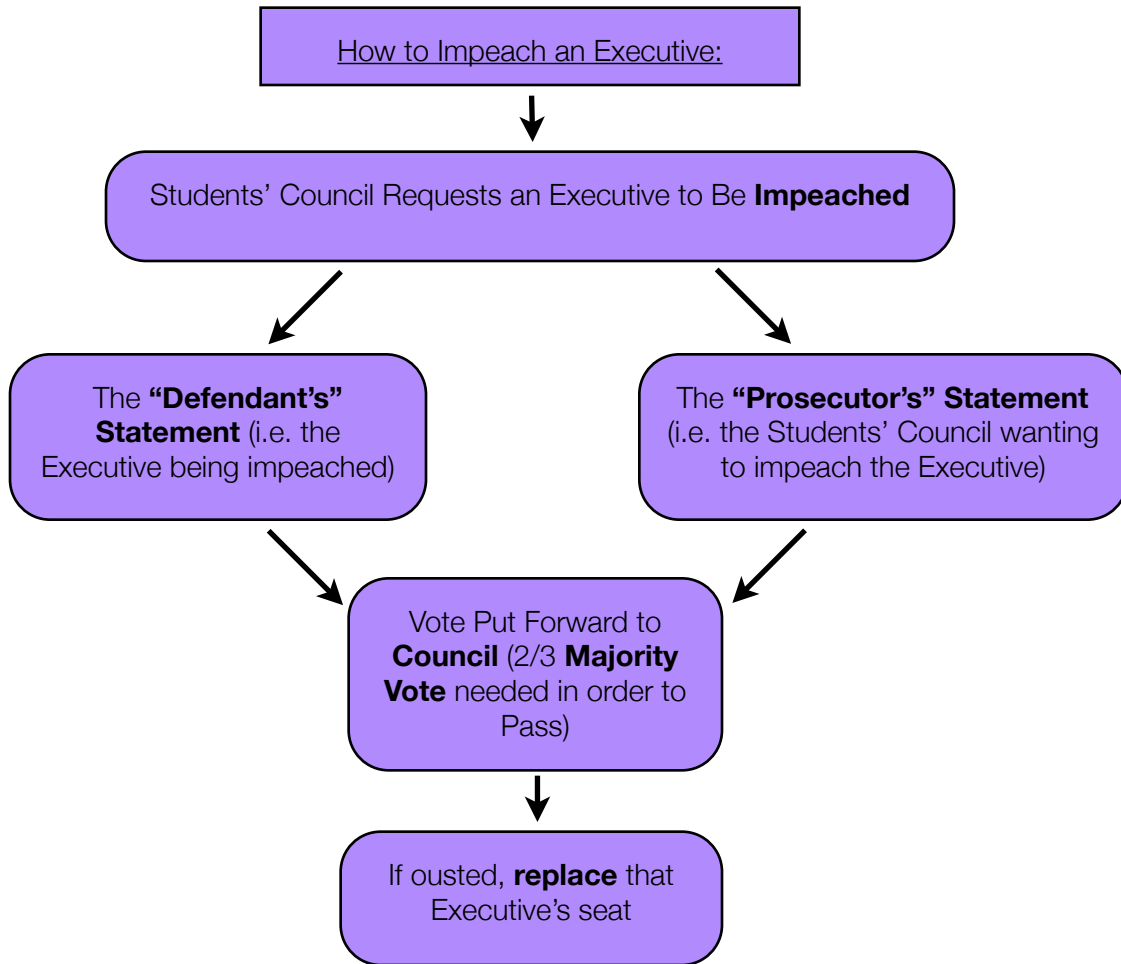 How to Impeach an Executive:
Students’ Council Requests an Executive to Be Impeached
The “Defendant’s”
Statement (i.e. the
Executive being impeached)
The “Prosecutor’s” Statement
(i.e. the Students’ Council wanting
to impeach the Executive)
Vote Put Forward to
Council (2/3 Majority
Vote needed in order to
Pass)
If ousted, replace that
Executive’s seat